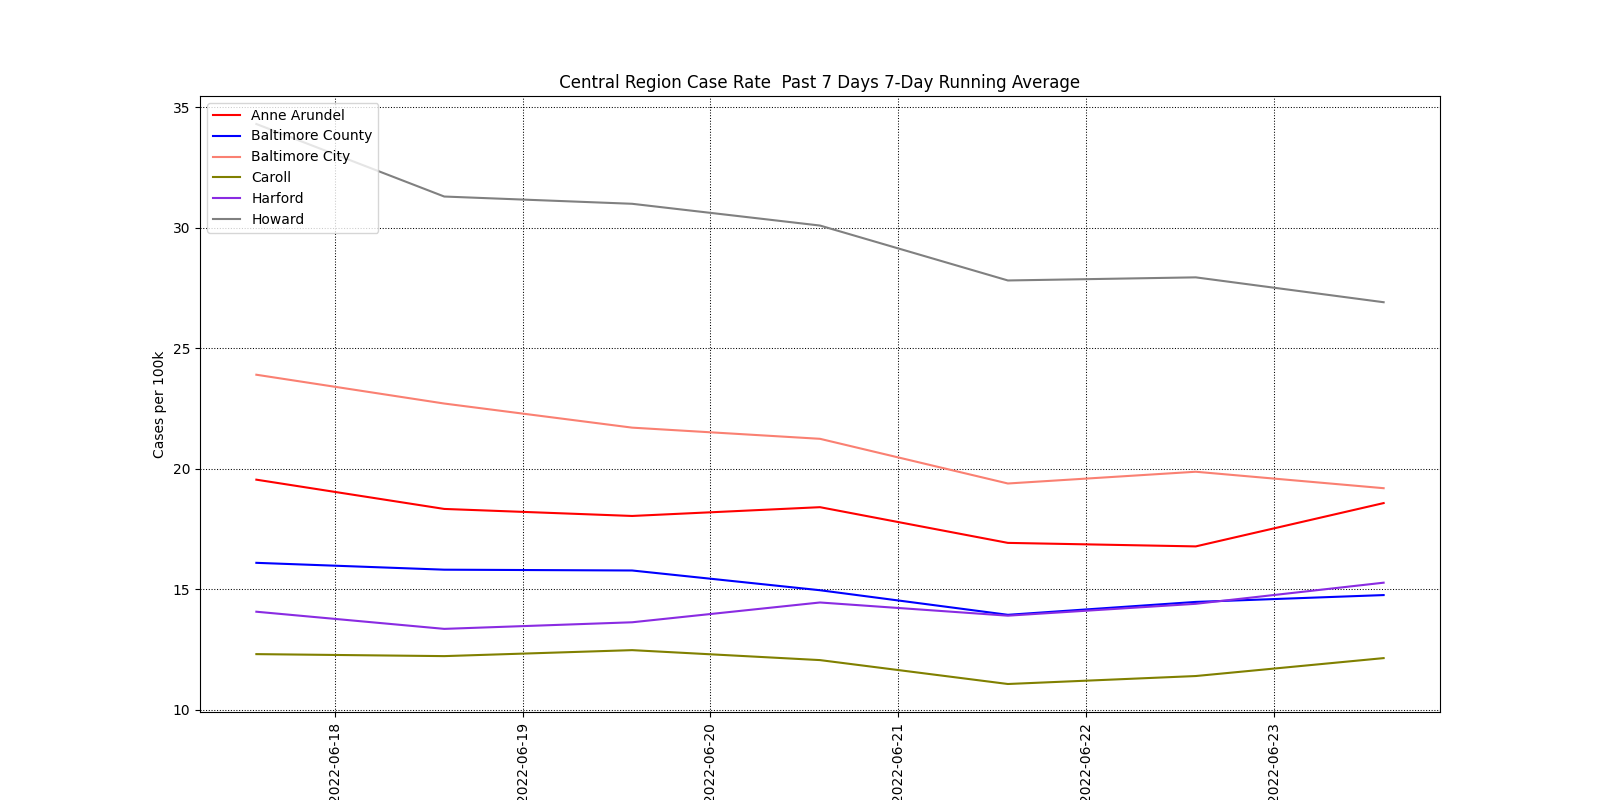 Central Region Case Rate  Past 7 Days 7-Day Running Average
35
30
25
20
15
10
Cases per 100k
Anne Arundel
Baltimore County
Baltimore City
Caroll
Harford
Howard
2022-06-18
2022-06-19
2022-06-20
2022-06-21
2022-06-22
2022-06-23